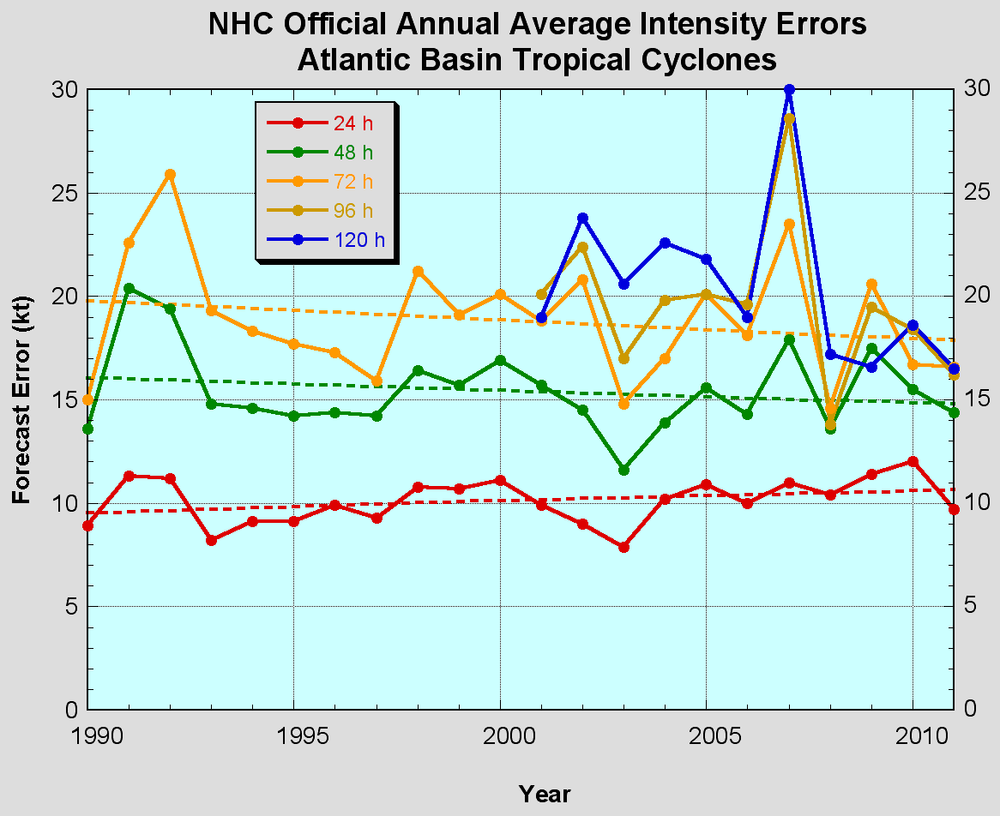 NHC Official Annual Average Intensity Errors
Atlantic Basin Tropical Cyclones
30
25
20
15
10
5
0
30
25
20
15
10
5
0
24 h
48 h
72 h
96 h
120 h
Forecast Error (kt)
1990 1995 2000 2005 2010
Year